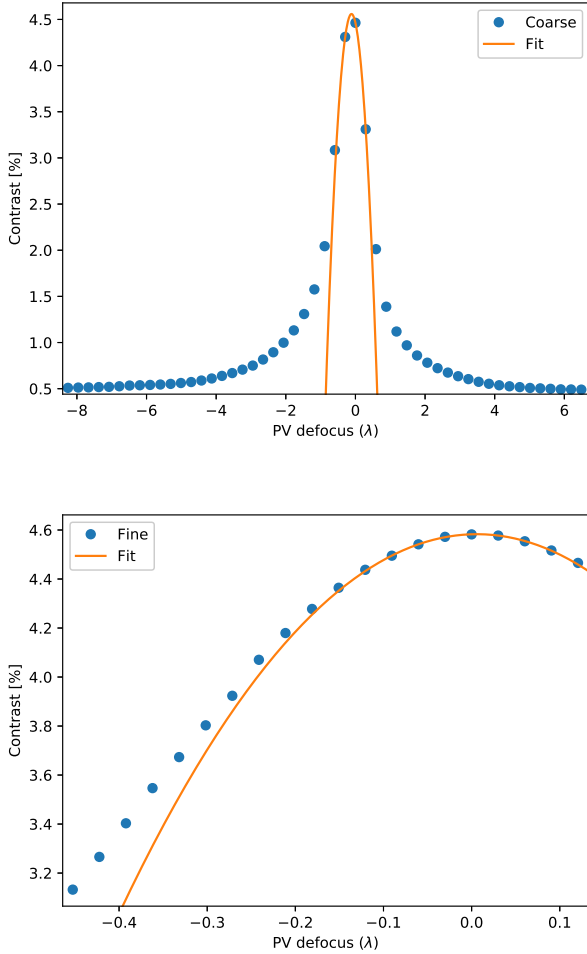 4.5
4.0
3.5
3.0
2.5
2.0
1.5
1.0
0.5
Contrast [%]
Coarse
Fit
−8 −6 −4 −2 0 2 4 6
PV defocus (λ)
4.6
4.4
4.2
4.0
3.8
3.6
3.4
3.2
Contrast [%]
Fine
Fit
−0.4 −0.3 −0.2 −0.1 0.0 0.1
PV defocus (λ)